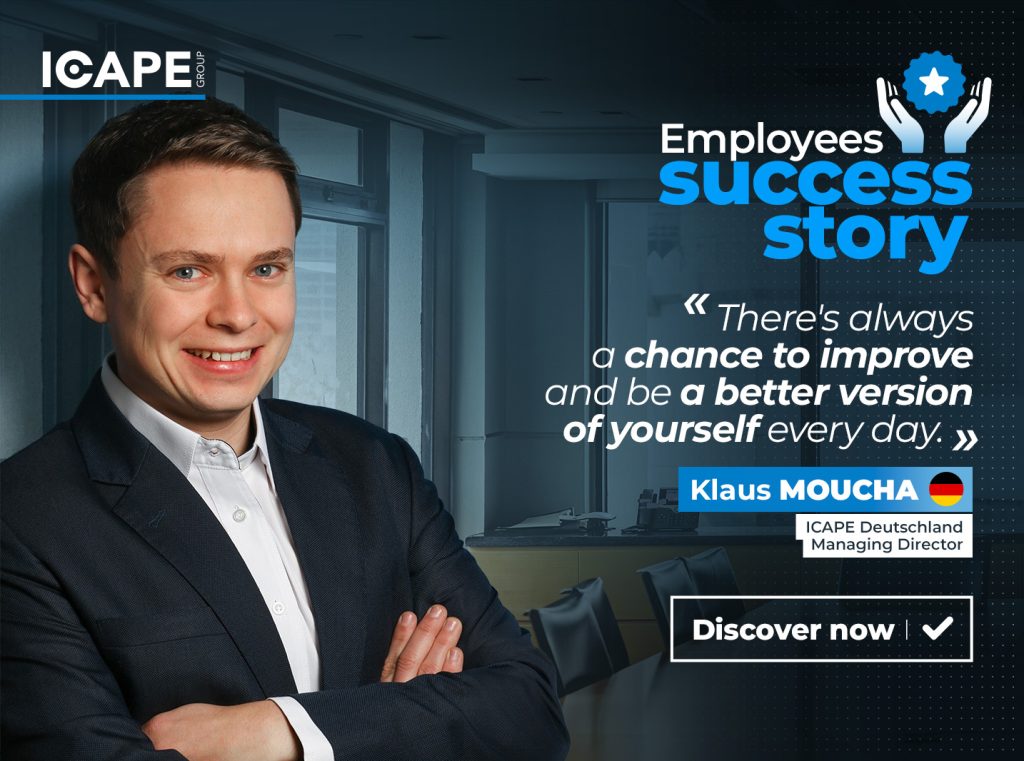 ICAPE
GROUP
Employees
success
story
« There's always
a chance to improve
and be a better version
of yourself every day. »
Klaus MOUCHA
ICAPE Deutschland
Managing Director
Discover now